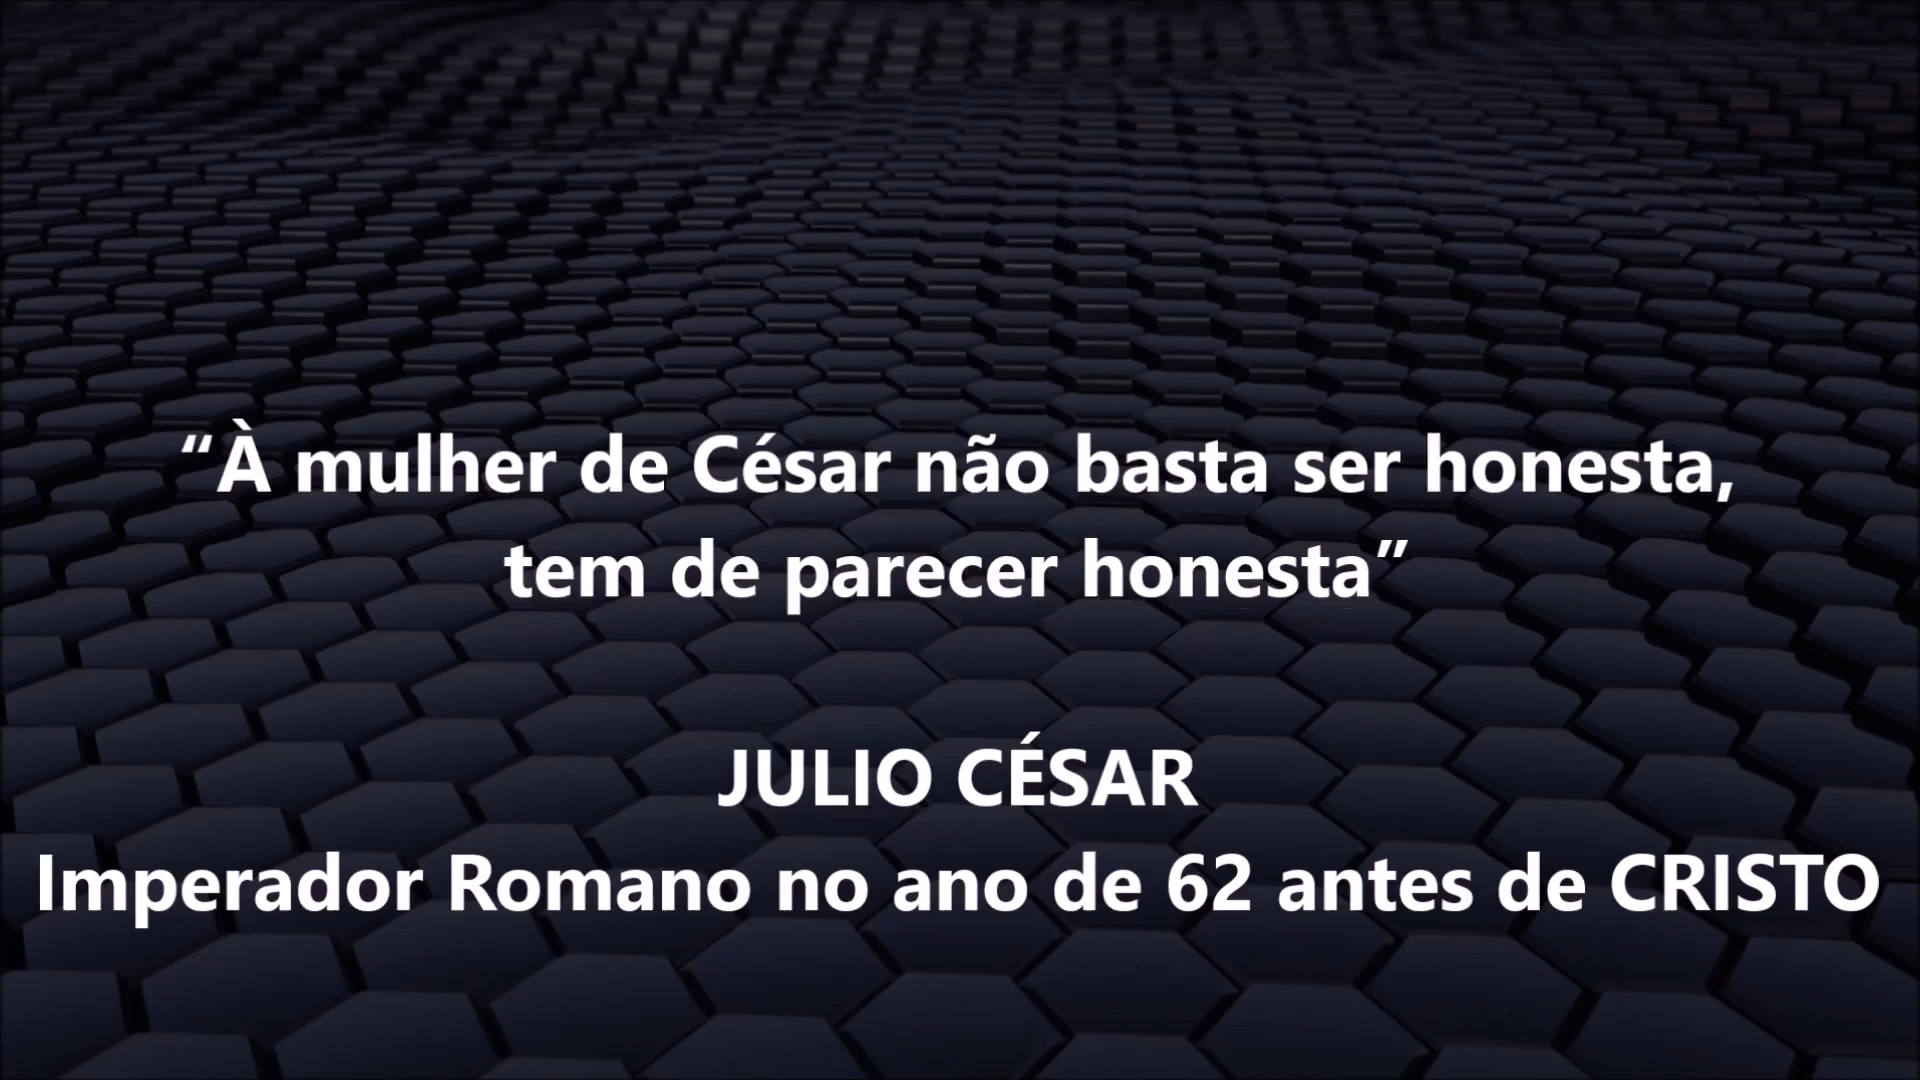 “À mulher de César não basta ser honesta,
tem de parecer honesta”
JULIO CÉSAR
Imperador Romano no ano de 62 antes de CRISTO